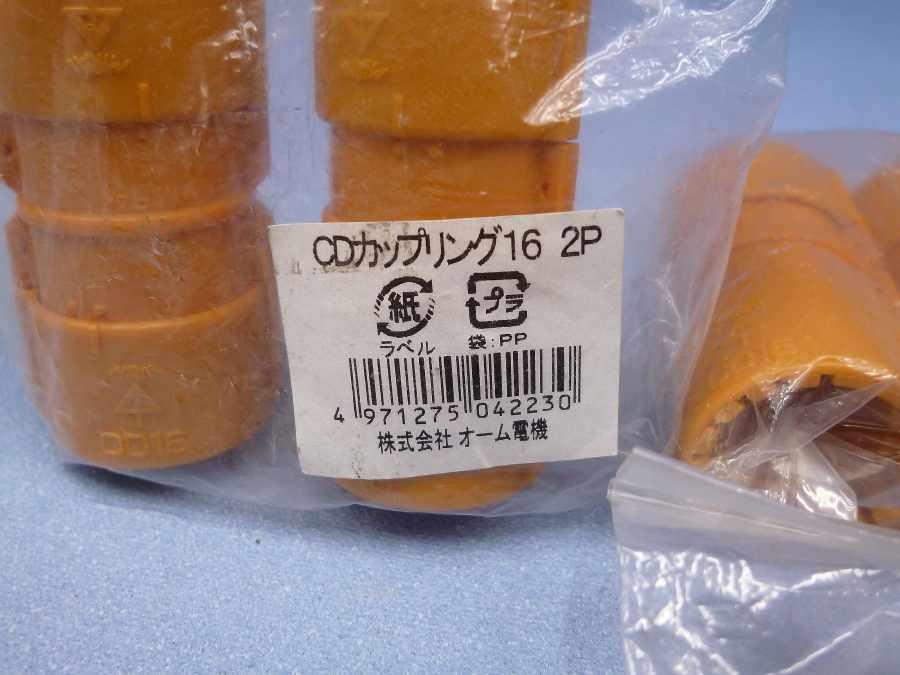 CDカップリング16 2P
紙 プラ
ラベル 袋:PP
4 971275 042230
株式会社 オーム電機
CD16
CD16